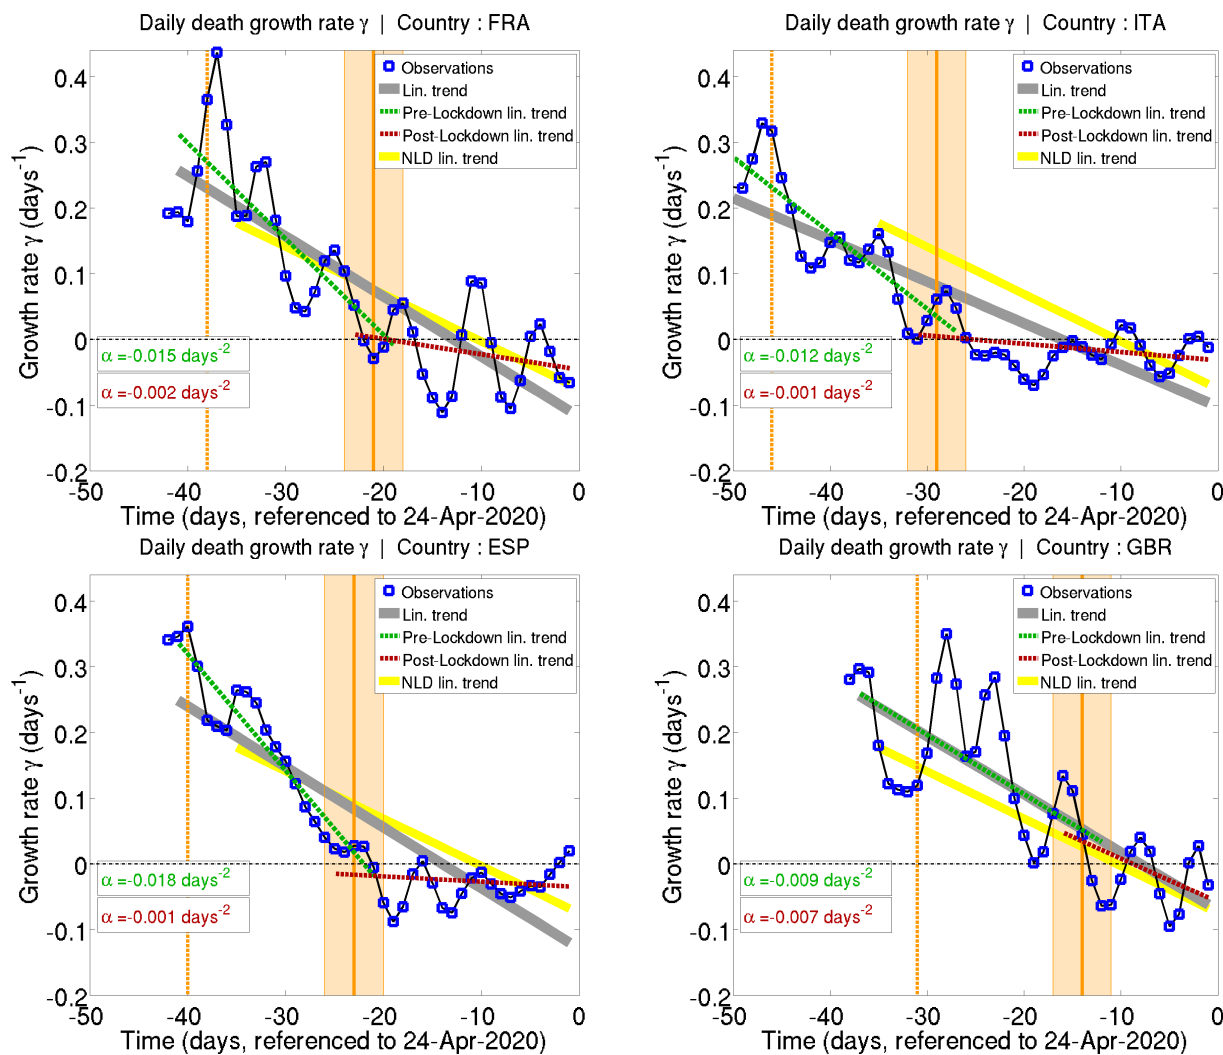 Daily death growth rate γ | Country : FRA
Growth rate γ (days⁻¹)
0.4
0.3
0.2
0.1
0
-0.1
-0.2
Observations
Lin. trend
Pre-Lockdown lin. trend
Post-Lockdown lin. trend
NLD lin. trend
α =-0.015 days⁻²
α =-0.002 days⁻²
-50 -40 -30 -20 -10 0
Time (days, referenced to 24-Apr-2020)
Daily death growth rate γ | Country : ITA
Growth rate γ (days⁻¹)
0.4
0.3
0.2
0.1
0
-0.1
-0.2
Observations
Lin. trend
Pre-Lockdown lin. trend
Post-Lockdown lin. trend
NLD lin. trend
α =-0.012 days⁻²
α =-0.001 days⁻²
-50 -40 -30 -20 -10 0
Time (days, referenced to 24-Apr-2020)
Daily death growth rate γ | Country : ESP
Growth rate γ (days⁻¹)
0.4
0.3
0.2
0.1
0
-0.1
-0.2
Observations
Lin. trend
Pre-Lockdown lin. trend
Post-Lockdown lin. trend
NLD lin. trend
α =-0.018 days⁻²
α =-0.001 days⁻²
-50 -40 -30 -20 -10 0
Time (days, referenced to 24-Apr-2020)
Daily death growth rate γ | Country : GBR
Growth rate γ (days⁻¹)
0.4
0.3
0.2
0.1
0
-0.1
-0.2
Observations
Lin. trend
Pre-Lockdown lin. trend
Post-Lockdown lin. trend
NLD lin. trend
α =-0.009 days⁻²
α =-0.007 days⁻²
-50 -40 -30 -20 -10 0
Time (days, referenced to 24-Apr-2020)